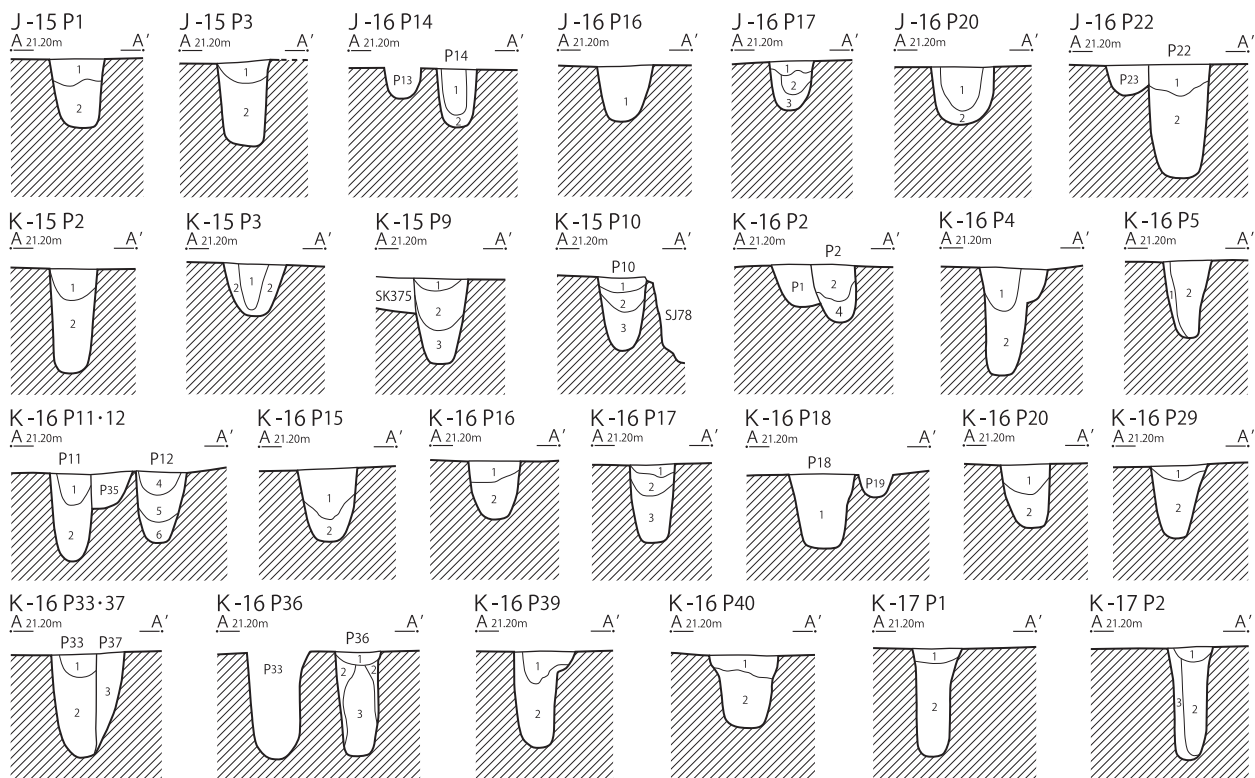 J-15 P1
A 21.20m A'
1
2
J-15 P3
A 21.20m A'
1
2
J-16 P14
A 21.20m A'
P14
P13
1
2
J-16 P16
A 21.20m A'
1
J-16 P17
A 21.20m A'
1
2
3
J-16 P20
A 21.20m A'
1
2
J-16 P22
A 21.20m A'
P22
P23
1
2
K-15 P2
A 21.20m A'
1
2
K-15 P3
A 21.20m A'
2 1 2
K-15 P9
A 21.20m A'
SK375
1
2
3
K-15 P10
A 21.20m A'
P10
1
2
3
SJ78
K-16 P2
A 21.20m A'
P2
P1
2
4
K-16 P4
A 21.20m A'
1
2
K-16 P5
A 21.20m A'
1 2
K-16 P11・12
A 21.20m A'
P11 P12
1
2
P35
4
5
6
K-16 P15
A 21.20m A'
1
2
K-16 P16
A 21.20m A'
1
2
K-16 P17
A 21.20m A'
1
2
3
K-16 P18
A 21.20m A'
P18
P19
1
K-16 P20
A 21.20m A'
1
2
K-16 P29
A 21.20m A'
1
2
K-16 P33・37
A 21.20m A'
P33 P37
1
2
3
K-16 P36
A 21.20m A'
P36
P33
1
2 2
3
K-16 P39
A 21.20m A'
1
2
K-16 P40
A 21.20m A'
1
2
K-17 P1
A 21.20m A'
1
2
K-17 P2
A 21.20m A'
1
3 2